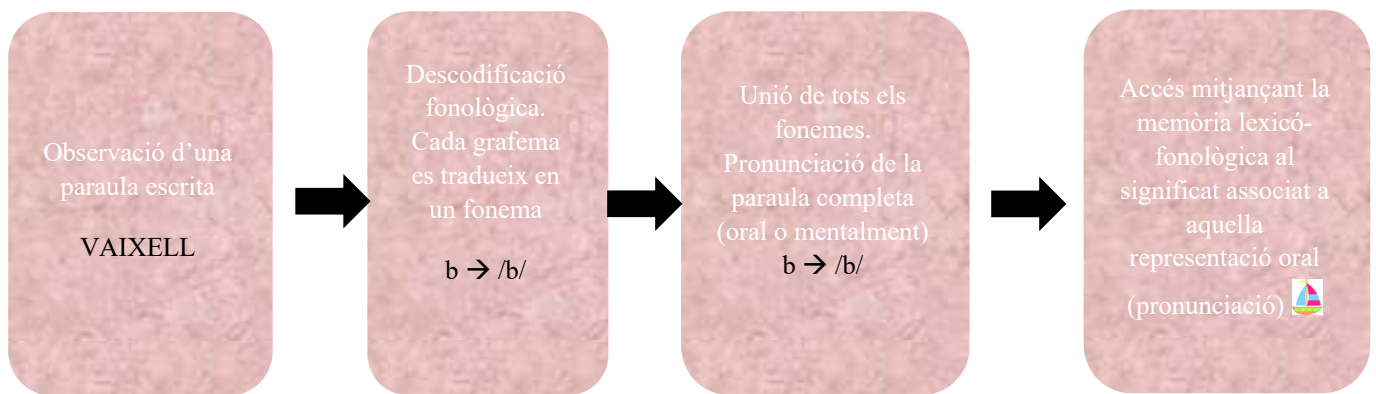 Observació d’una
paraula escrita
VAIXELL
Descodificació
fonològica.
Cada grafema
es tradueix en
un fonema
b → /b/
Unió de tots els
fonemes.
Pronunciació de la
paraula completa
(oral o mentalment)
b → /b/
Accés mitjançant la
memòria lexicó-
fonològica al
significat associat a
aquella
representació oral
(pronunciació)